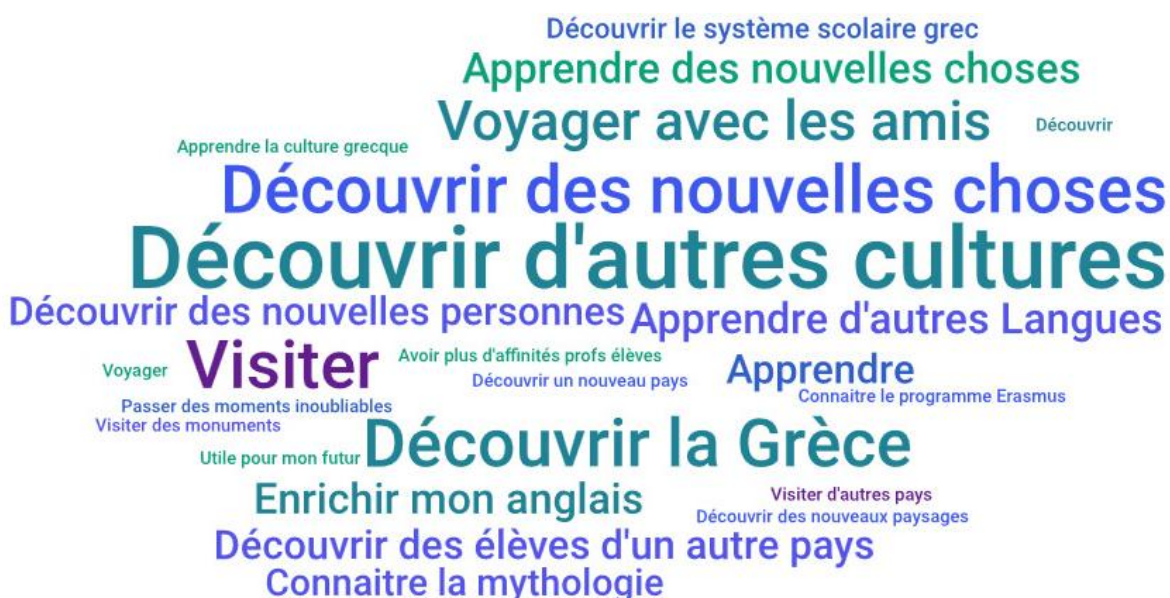 Découvrir le système scolaire grec
Apprendre des nouvelles choses
Voyager avec les amis
Découvrir
Apprendre la culture grecque
Découvrir des nouvelles choses
Découvrir d'autres cultures
Découvrir des nouvelles personnes
Apprendre d'autres Langues
Visiter
Avoir plus d'affinités profs élèves
Voyager
Découvrir un nouveau pays
Apprendre
Connaitre le programme Erasmus
Passer des moments inoubliables
Visiter des monuments
Découvrir la Grèce
Utile pour mon futur
Enrichir mon anglais
Visiter d'autres pays
Découvrir des nouveaux paysages
Découvrir des élèves d'un autre pays
Connaitre la mythologie